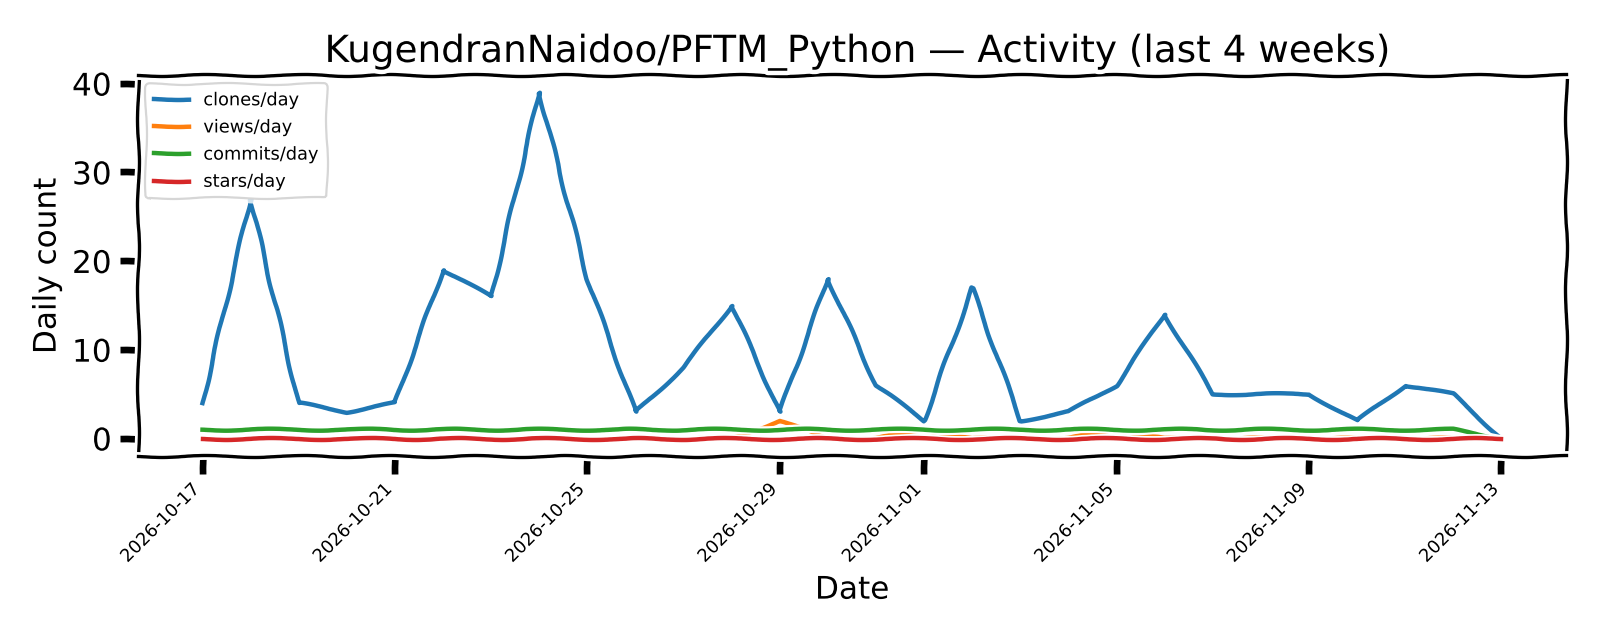 KugendranNaidoo/PFTM_Python — Activity (last 4 weeks)
Daily count
40
30
20
10
0
clones/day
views/day
commits/day
stars/day
2026-10-17
2026-10-21
2026-10-25
2026-10-29
2026-11-01
2026-11-05
2026-11-09
2026-11-13
Date